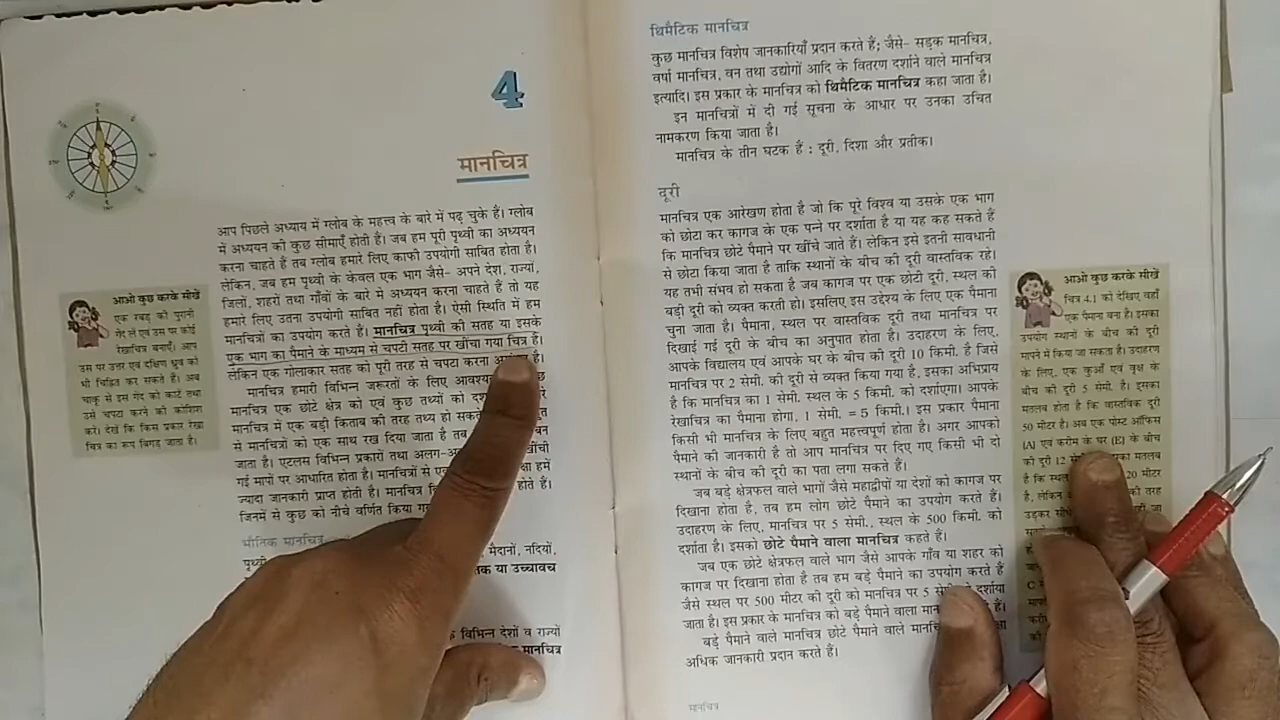 4
मानचित्र
आप पिछले अध्याय में ग्लोब के महत्त्व के बारे में पढ़ चुके हैं। ग्लोब
में अध्ययन की कुछ सीमाएँ होती हैं। जब हम पूरी पृथ्वी का अध्ययन
करना चाहते हैं तब ग्लोब हमारे लिए काफी उपयोगी साबित होता है।
लेकिन, जब हम पृथ्वी के केवल एक भाग जैसे- अपने देश, राज्यों,
जिलों, शहरों तथा गाँवों के बारे में अध्ययन करना चाहते हैं तो यह
हमारे लिए उतना उपयोगी साबित नहीं होता है। ऐसी स्थिति में हम
मानचित्रों का उपयोग करते हैं। मानचित्र पृथ्वी की सतह या इसके
एक भाग का पैमाने के माध्यम से चपटी सतह पर खींचा गया चित्र है।
लेकिन एक गोलाकार सतह को पूरी तरह से चपटा करना है।
मानचित्र हमारी विभिन्न जरूरतों के लिए
मानचित्र एक छोटे क्षेत्र को एवं कुछ तथ्यों को
मानचित्र में एक बड़ी किताब की तरह तथ्य हो
से मानचित्रों को एक साथ रख दिया जाता है तब बन
जाता है। एटलस विभिन्न प्रकारों तथा
गई मापों पर आधारित होता है। मानचित्रों से हमें
ज्यादा जानकारी प्राप्त होती है। मानचित्र होते हैं।
जिनमें से कुछ को नीचे वर्णित किया
भौतिक मानचित्र
मैदानों, नदियों,
या उच्चावच
विभिन्न देशों व राज्यों
मानचित्र
आओ कुछ करके सीखें
एक रबड़ की पुरानी
गेंद लें एवं उस पर कोई
रेखाचित्र बनाएँ। आप
उस पर उत्तर एवं दक्षिण ध्रुव को
भी चिह्नित कर सकते हैं। अब
चाकू से इस गेंद को काटें तथा
उसे चपटा करने की कोशिश
करें। देखें कि किस प्रकार रेखा
चित्र का रूप बिगड़ जाता है।
थिमैटिक मानचित्र
कुछ मानचित्र विशेष जानकारियाँ प्रदान करते हैं; जैसे- सड़क मानचित्र,
वर्षा मानचित्र, वन तथा उद्योगों आदि के वितरण दर्शाने वाले मानचित्र
इत्यादि। इस प्रकार के मानचित्र को थिमैटिक मानचित्र कहा जाता है।
इन मानचित्रों में दी गई सूचना के आधार पर उनका उचित
नामकरण किया जाता है।
मानचित्र के तीन घटक हैं : दूरी, दिशा और प्रतीक।
दूरी
मानचित्र एक आरेखण होता है जो कि पूरे विश्व या उसके एक भाग
को छोटा कर कागज के एक पन्ने पर दर्शाता है या यह कह सकते हैं
कि मानचित्र छोटे पैमाने पर खींचे जाते हैं। लेकिन इसे इतनी सावधानी
से छोटा किया जाता है ताकि स्थानों के बीच की दूरी वास्तविक रहे।
यह तभी संभव हो सकता है जब कागज पर एक छोटी दूरी, स्थल की
बड़ी दूरी को व्यक्त करती हो। इसलिए इस उद्देश्य के लिए एक पैमाना
चुना जाता है। पैमाना, स्थल पर वास्तविक दूरी तथा मानचित्र पर
दिखाई गई दूरी के बीच का अनुपात होता है। उदाहरण के लिए,
आपके विद्यालय एवं आपके घर के बीच की दूरी 10 किमी. है जिसे
मानचित्र पर 2 सेमी. की दूरी से व्यक्त किया गया है, इसका अभिप्राय
है कि मानचित्र का 1 सेमी. स्थल के 5 किमी. को दर्शाएगा। आपके
रेखाचित्र का पैमाना होगा, 1 सेमी. = 5 किमी.। इस प्रकार पैमाना
किसी भी मानचित्र के लिए बहुत महत्त्वपूर्ण होता है। अगर आपको
पैमाने की जानकारी है तो आप मानचित्र पर दिए गए किसी भी दो
स्थानों के बीच की दूरी का पता लगा सकते हैं।
जब बड़े क्षेत्रफल वाले भागों जैसे महाद्वीपों या देशों को कागज पर
दिखाना होता है, तब हम लोग छोटे पैमाने का उपयोग करते हैं।
उदाहरण के लिए, मानचित्र पर 5 सेमी., स्थल के 500 किमी. को
दर्शाता है। इसको छोटे पैमाने वाला मानचित्र कहते हैं।
जब एक छोटे क्षेत्रफल वाले भाग जैसे आपके गाँव या शहर को
कागज पर दिखाना होता है तब हम बड़े पैमाने का उपयोग करते हैं
जैसे स्थल पर 500 मीटर की दूरी को मानचित्र पर 5 दर्शाया
जाता है। इस प्रकार के मानचित्र को बड़े पैमाने वाला हैं।
बड़े पैमाने वाले मानचित्र छोटे पैमाने वाले
अधिक जानकारी प्रदान करते हैं।
आओ कुछ करके सीखें
चित्र 4.1 को देखिए वहाँ
एक पैमाना बना है। इसका
उपयोग स्थानों के बीच की दूरी
मापने में किया जा सकता है। उदाहरण
के लिए, एक कुआँ एवं वृक्ष के
बीच की दूरी 5 सेमी. है। इसका
मतलब होता है कि वास्तविक दूरी
50 मीटर है। अब एक पोस्ट ऑफिस
(A) एवं करीम के घर (E) के बीच
की दूरी 12 मतलब
है कि 20 मीटर
है, लेकिन की तरह
उड़कर जा
मानचित्र